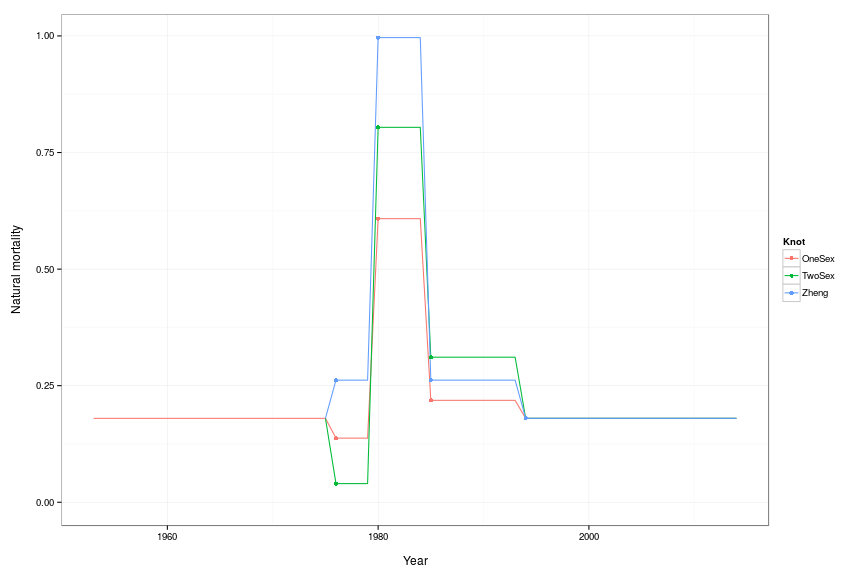 1.00
0.75
0.50
0.25
0.00
Natural mortality
1960
1980
2000
Year
Knot
OneSex
TwoSex
Zheng